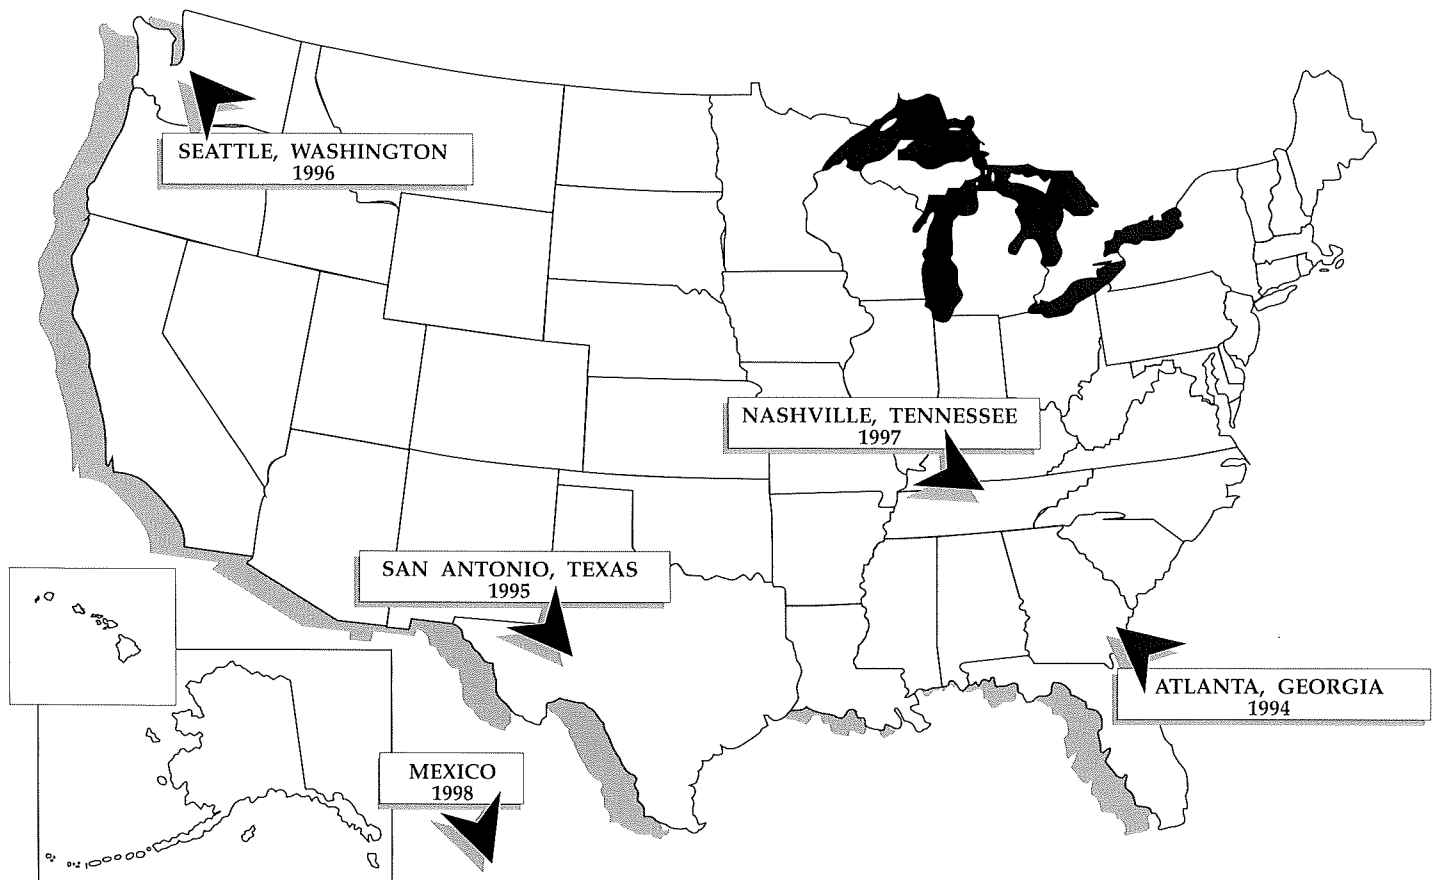 SEATTLE, WASHINGTON
1996
NASHVILLE, TENNESSEE
1997
SAN ANTONIO, TEXAS
1995
ATLANTA, GEORGIA
1994
MEXICO
1998